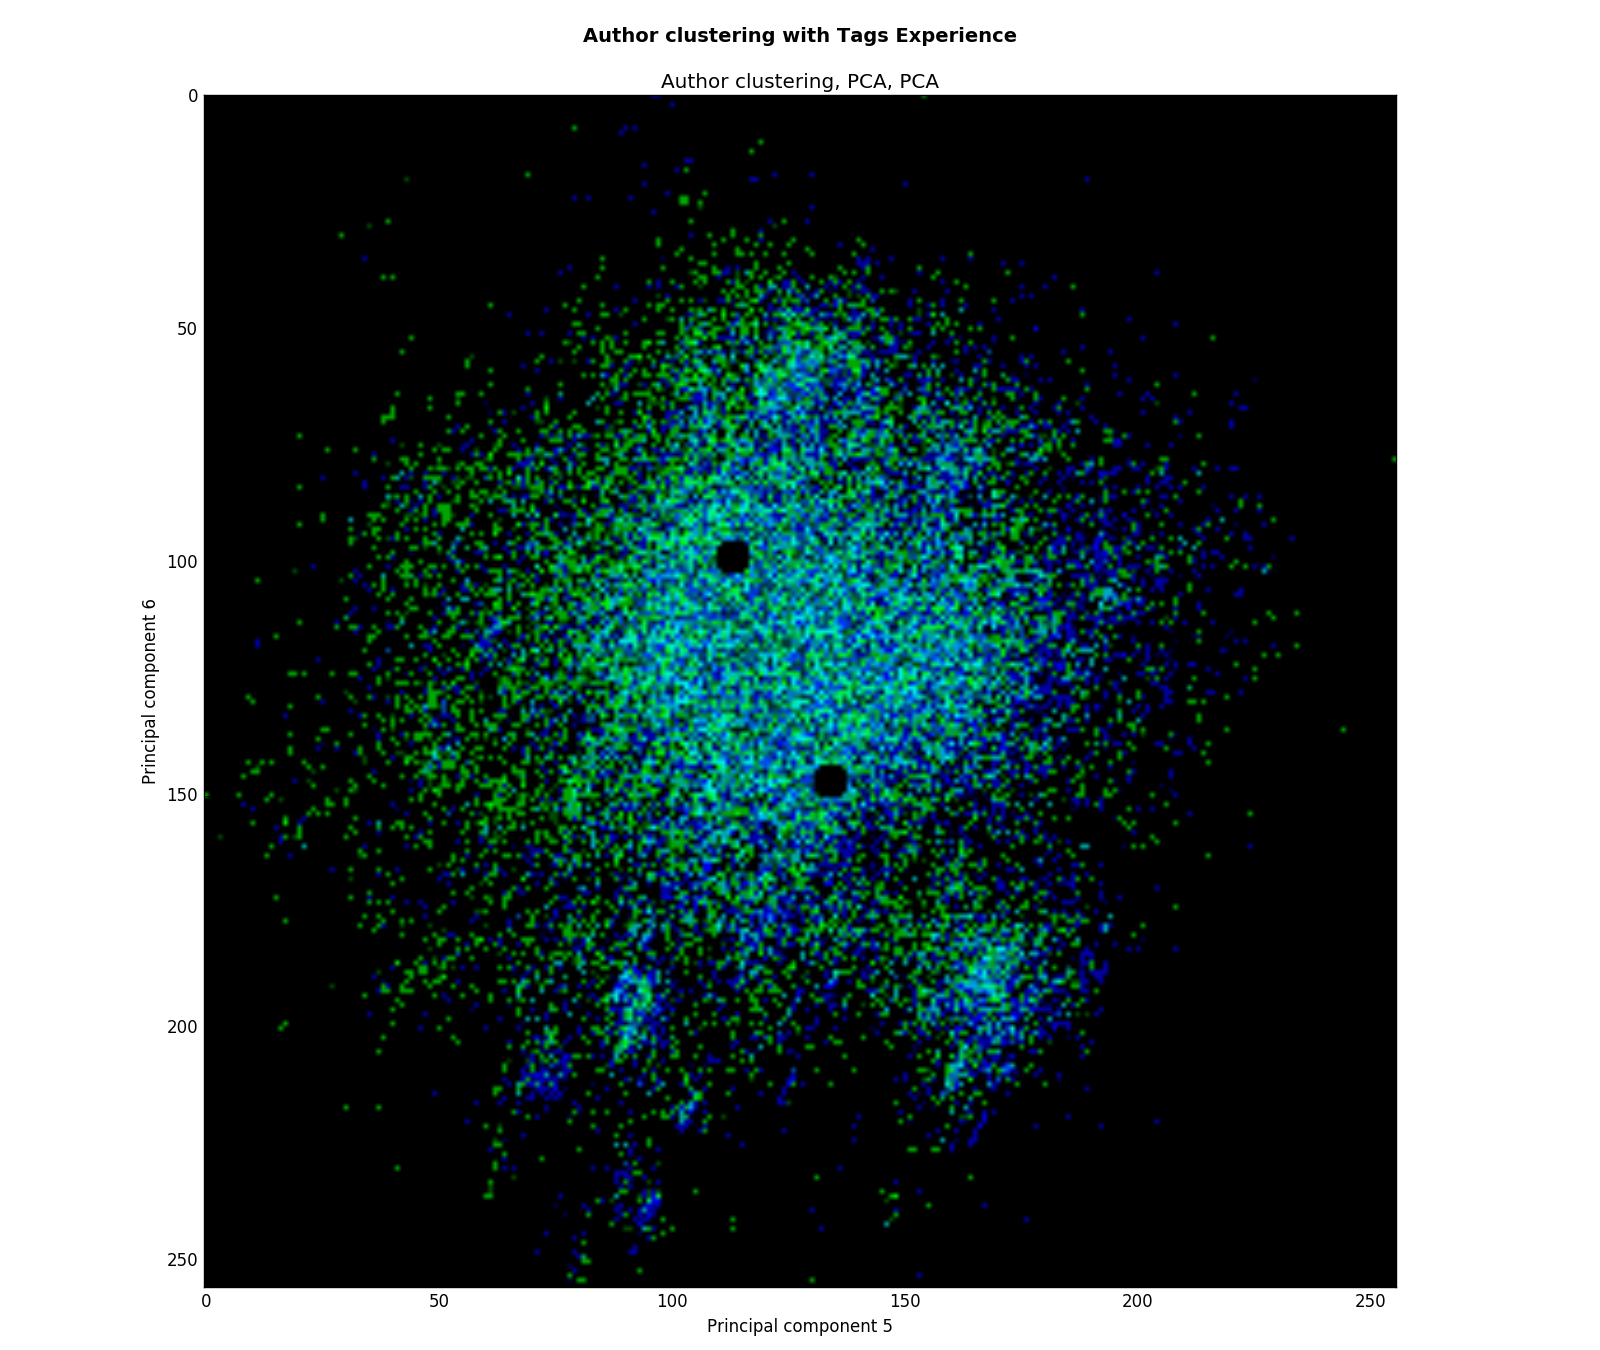 Author clustering with Tags Experience
Author clustering, PCA, PCA
0
50
100
150
200
250
Principal component 6
0 50 100 150 200 250
Principal component 5